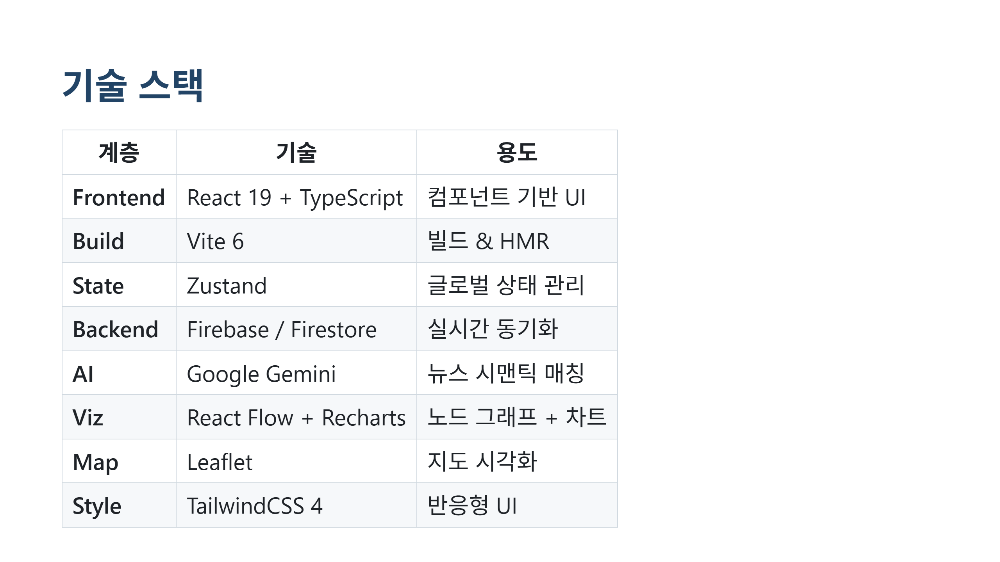 기술 스택
계층 기술 용도
Frontend React 19 + TypeScript 컴포넌트 기반 UI
Build Vite 6 빌드 & HMR
State Zustand 글로벌 상태 관리
Backend Firebase / Firestore 실시간 동기화
AI Google Gemini 뉴스 시맨틱 매칭
Viz React Flow + Recharts 노드 그래프 + 차트
Map Leaflet 지도 시각화
Style TailwindCSS 4 반응형 UI